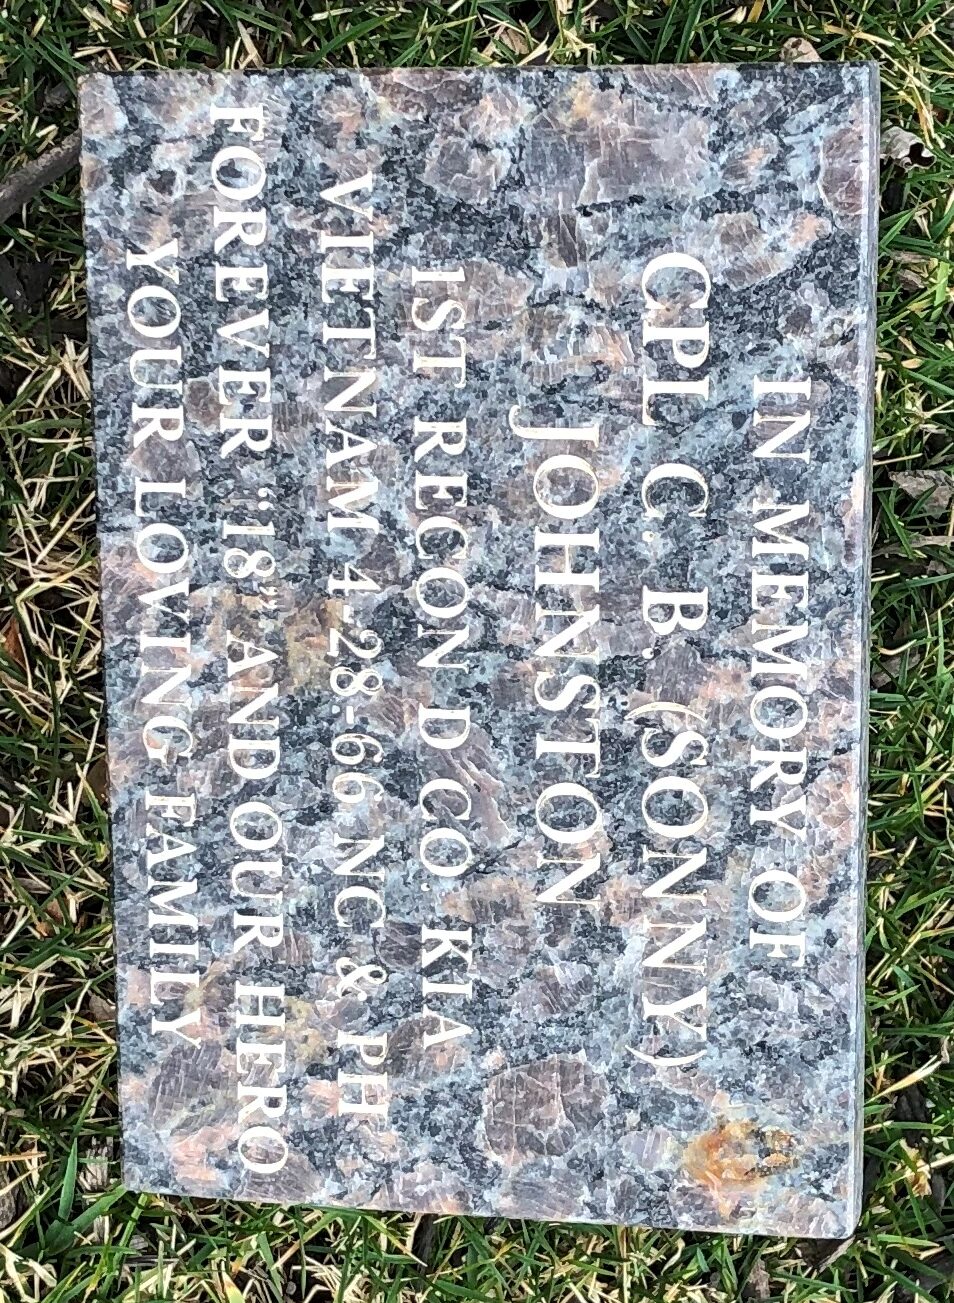 IN MEMORY OF
CPL C. B. (SONNY)
JOHNSTON
1ST RECON D CO. KIA
VIETNAM 4-28-66 NC & PH
FOREVER “18” AND OUR HERO
YOUR LOVING FAMILY